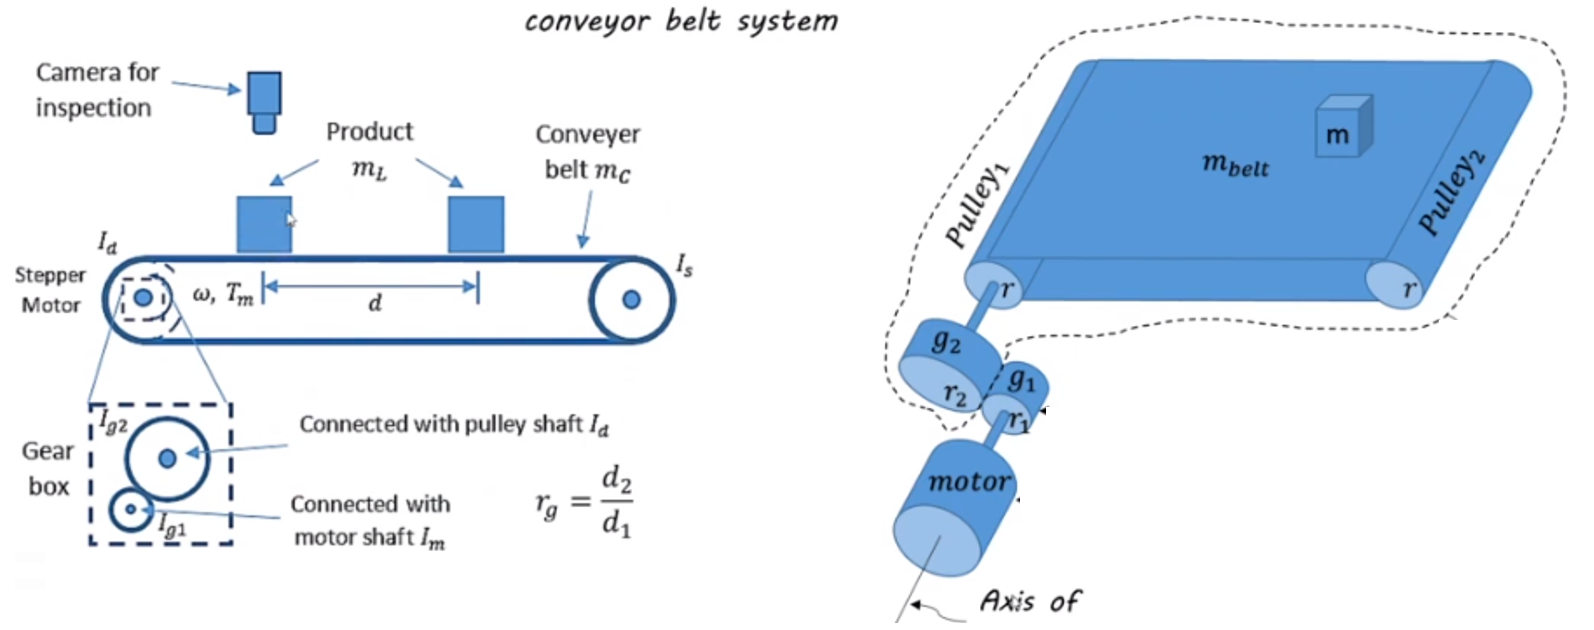 conveyor belt system
Camera for
inspection
Product
m_L
Conveyer
belt m_C
I_d
Stepper
Motor
ω, T_m
d
I_s
I_g2
Connected with pulley shaft I_d
Gear
box
Connected with
motor shaft I_m
I_g1
r_g = d_2 / d_1
Pulley_1
m_belt
m
Pulley_2
r
r
g_2
r_2
g_1
r_1
motor
Axis of